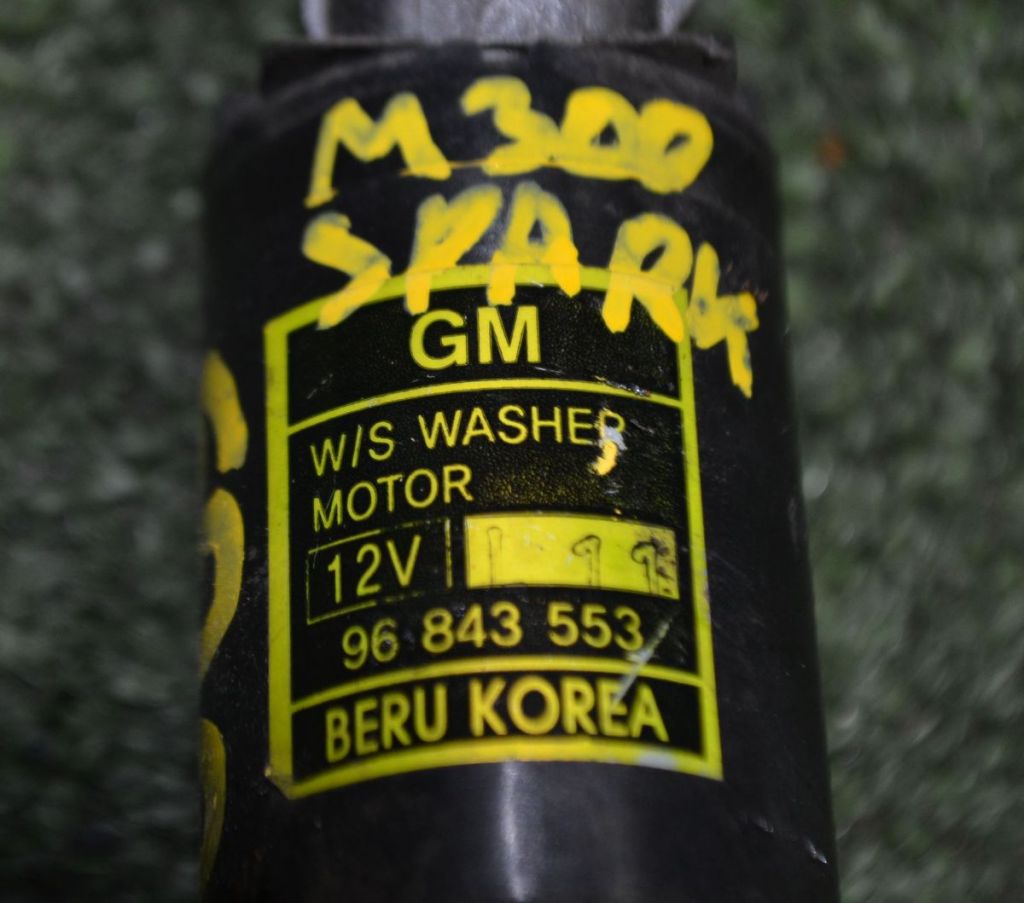 M300
SPARK
GM
W/S WASHER
MOTOR
12V
96 843 553
BERU KOREA